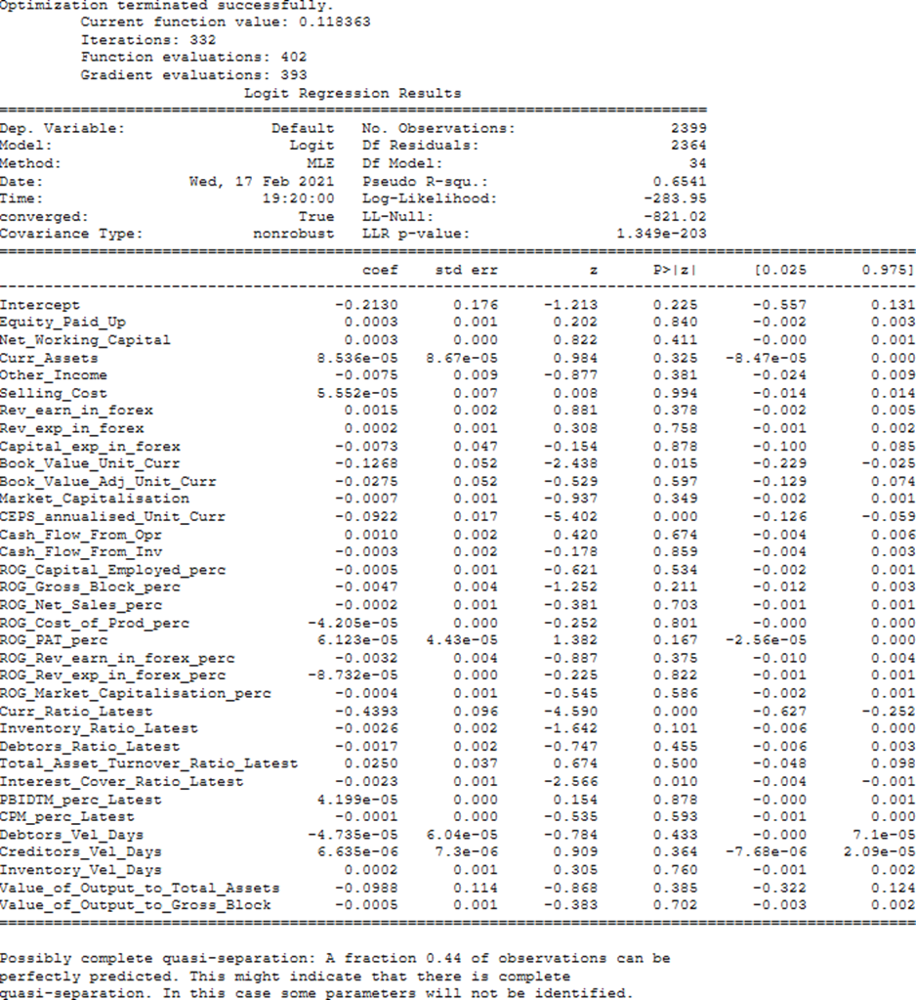 Optimization terminated successfully.
Current function value: 0.118363
Iterations: 332
Function evaluations: 402
Gradient evaluations: 393
Logit Regression Results
Dep. Variable: Default No. Observations: 2399
Model: Logit Df Residuals: 2364
Method: MLE Df Model: 34
Date: Wed, 17 Feb 2021 Pseudo R-squ.: 0.6541
Time: 19:20:00 Log-Likelihood: -283.95
converged: True LL-Null: -821.02
Covariance Type: nonrobust LLR p-value: 1.349e-203
coef std err z P>|z| [0.025 0.975]
Intercept -0.2130 0.176 -1.213 0.225 -0.557 0.131
Equity_Paid_Up 0.0003 0.001 0.202 0.840 -0.002 0.003
Net_Working_Capital 0.0003 0.000 0.822 0.411 -0.000 0.001
Curr_Assets 8.536e-05 8.67e-05 0.984 0.325 -8.47e-05 0.000
Other_Income -0.0075 0.009 -0.877 0.381 -0.024 0.009
Selling_Cost 5.552e-05 0.007 0.008 0.994 -0.014 0.014
Rev_earn_in_forex 0.0015 0.002 0.881 0.378 -0.002 0.005
Rev_exp_in_forex 0.0002 0.001 0.308 0.758 -0.001 0.002
Capital_exp_in_forex -0.0073 0.047 -0.154 0.878 -0.100 0.085
Book_Value_Unit_Curr -0.1268 0.052 -2.438 0.015 -0.229 -0.025
Book_Value_Adj_Unit_Curr -0.0275 0.052 -0.529 0.597 -0.129 0.074
Market_Capitalisation -0.0007 0.001 -0.937 0.349 -0.002 0.001
CEPS_annualised_Unit_Curr -0.0922 0.017 -5.402 0.000 -0.126 -0.059
Cash_Flow_From_Opr 0.0010 0.002 0.420 0.674 -0.004 0.006
Cash_Flow_From_Inv -0.0003 0.002 -0.178 0.859 -0.004 0.003
ROG_Capital_Employed_perc -0.0005 0.001 -0.621 0.534 -0.002 0.001
ROG_Gross_Block_perc -0.0047 0.004 -1.252 0.211 -0.012 0.003
ROG_Net_Sales_perc -0.0002 0.001 -0.381 0.703 -0.001 0.001
ROG_Cost_of_Prod_perc -4.205e-05 0.000 -0.252 0.801 -0.000 0.000
ROG_PAT_perc 6.123e-05 4.43e-05 1.382 0.167 -2.56e-05 0.000
ROG_Rev_earn_in_forex_perc -0.0032 0.004 -0.887 0.375 -0.010 0.004
ROG_Rev_exp_in_forex_perc -8.732e-05 0.000 -0.225 0.822 -0.001 0.001
ROG_Market_Capitalisation_perc -0.0004 0.001 -0.545 0.586 -0.002 0.001
Curr_Ratio_Latest -0.4393 0.096 -4.590 0.000 -0.627 -0.252
Inventory_Ratio_Latest -0.0026 0.002 -1.642 0.101 -0.006 0.000
Debtors_Ratio_Latest -0.0017 0.002 -0.747 0.455 -0.006 0.003
Total_Asset_Turnover_Ratio_Latest 0.0250 0.037 0.674 0.500 -0.048 0.098
Interest_Cover_Ratio_Latest -0.0023 0.001 -2.566 0.010 -0.004 -0.001
PBIDTM_perc_Latest 4.199e-05 0.000 0.154 0.878 -0.000 0.001
CPM_perc_Latest -0.0001 0.000 -0.535 0.593 -0.001 0.000
Debtors_Vel_Days -4.735e-05 6.04e-05 -0.784 0.433 -0.000 7.1e-05
Creditors_Vel_Days 6.635e-06 7.3e-06 0.909 0.364 -7.68e-06 2.09e-05
Inventory_Vel_Days 0.0002 0.001 0.305 0.760 -0.001 0.002
Value_of_Output_to_Total_Assets -0.0988 0.114 -0.868 0.385 -0.322 0.124
Value_of_Output_to_Gross_Block -0.0005 0.001 -0.383 0.702 -0.003 0.002
Possibly complete quasi-separation: A fraction 0.44 of observations can be
perfectly predicted. This might indicate that there is complete
quasi-separation. In this case some parameters will not be identified.